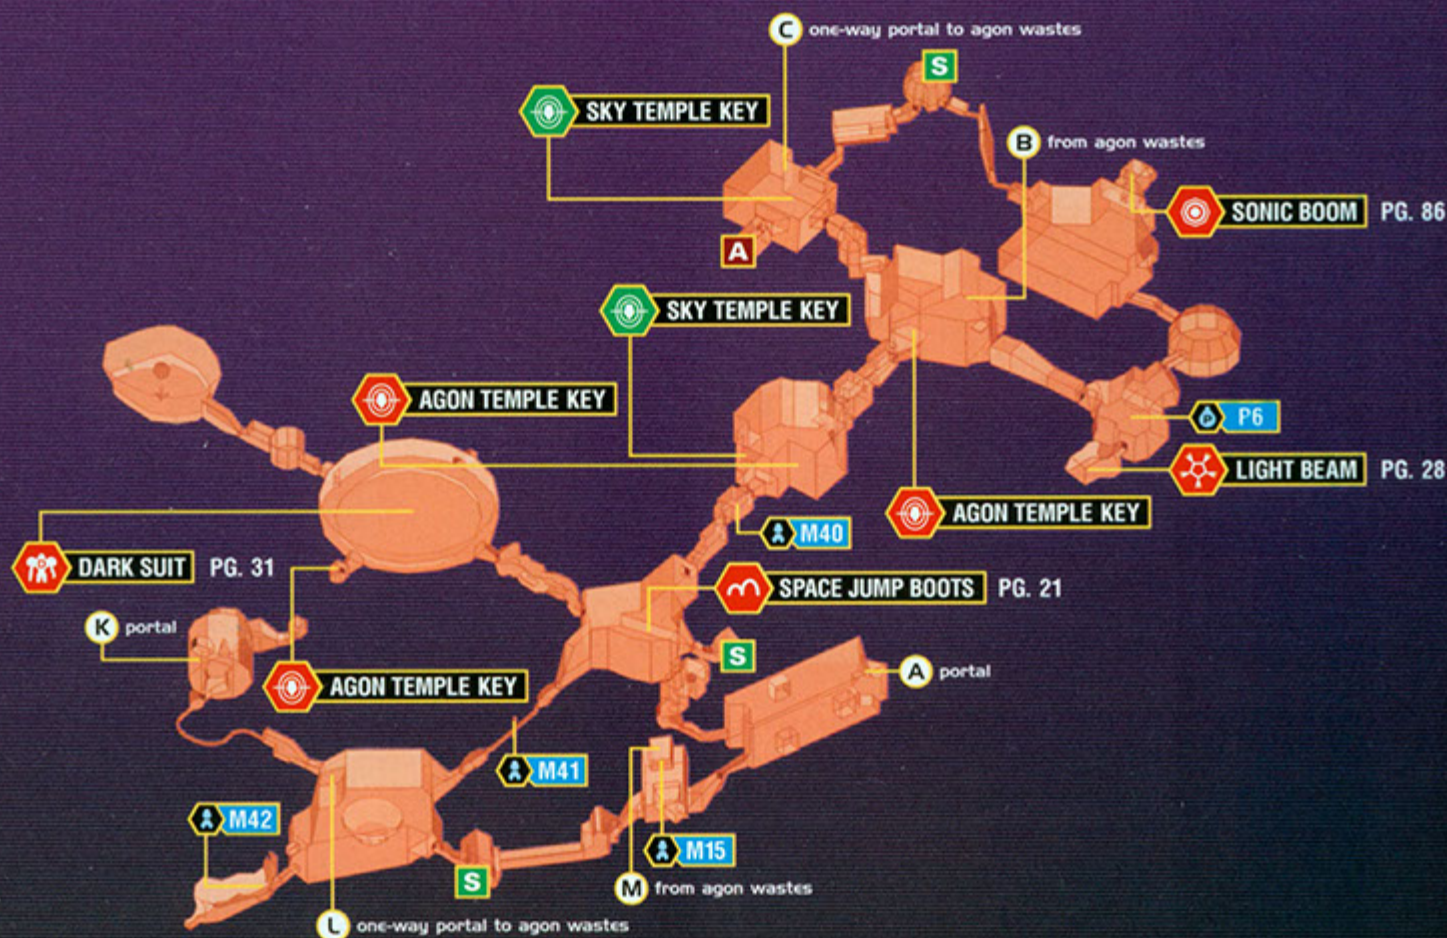 C one-way portal to agon wastes
S
SKY TEMPLE KEY
B from agon wastes
SONIC BOOM PG. 86
A
SKY TEMPLE KEY
AGON TEMPLE KEY
P6
LIGHT BEAM PG. 28
AGON TEMPLE KEY
M40
DARK SUIT PG. 31
SPACE JUMP BOOTS PG. 21
K portal
S
A portal
AGON TEMPLE KEY
M41
M42
M15
S
M from agon wastes
L one-way portal to agon wastes